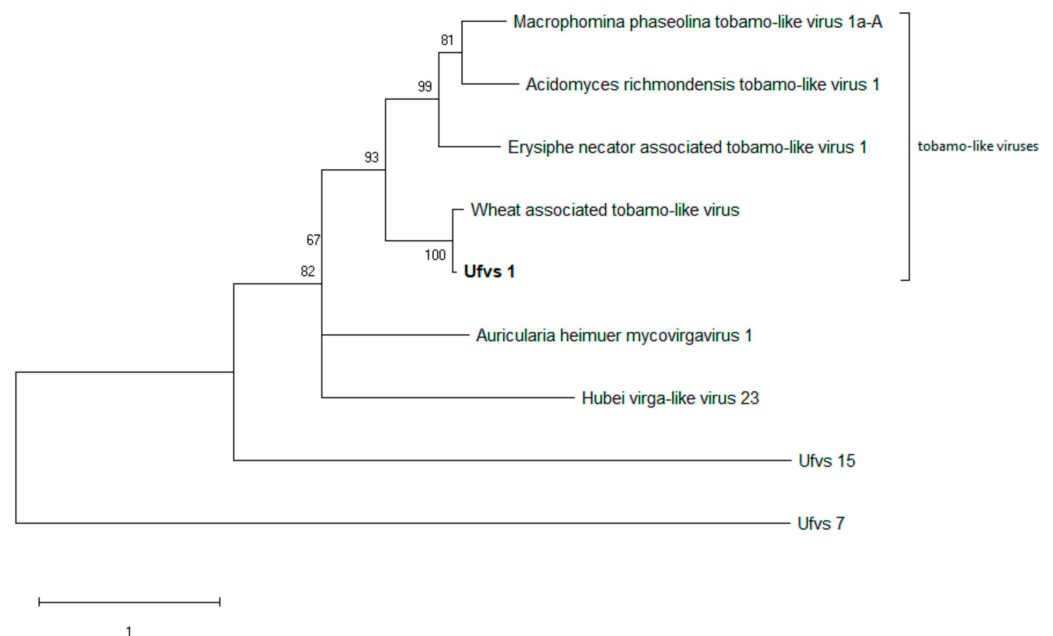 Macrophomina phaseolina tobamo-like virus 1a-A
81
Acidomyces richmondensis tobamo-like virus 1
99
Erysiphe necator associated tobamo-like virus 1
tobamo-like viruses
93
Wheat associated tobamo-like virus
67
100
Ufvs 1
82
Auricularia heimuer mycovirgavirus 1
Hubei virga-like virus 23
Ufvs 15
Ufvs 7
1